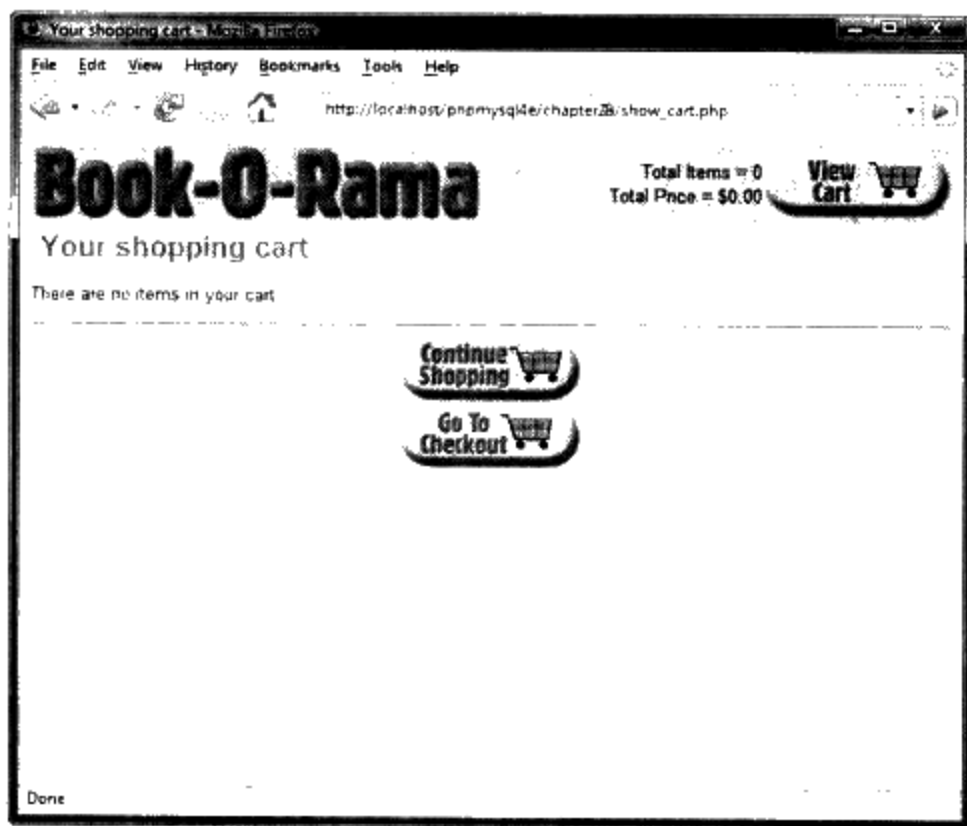 Your shopping cart - Mozilla Firefox
File Edit View History Bookmarks Tools Help
http://localhost/phpmysql4e/chapter28/show_cart.php
Book-O-Rama
Total Items = 0
Total Price = $0.00
View
Cart
Your shopping cart
There are no items in your cart
Continue
Shopping
Go To
Checkout
Done